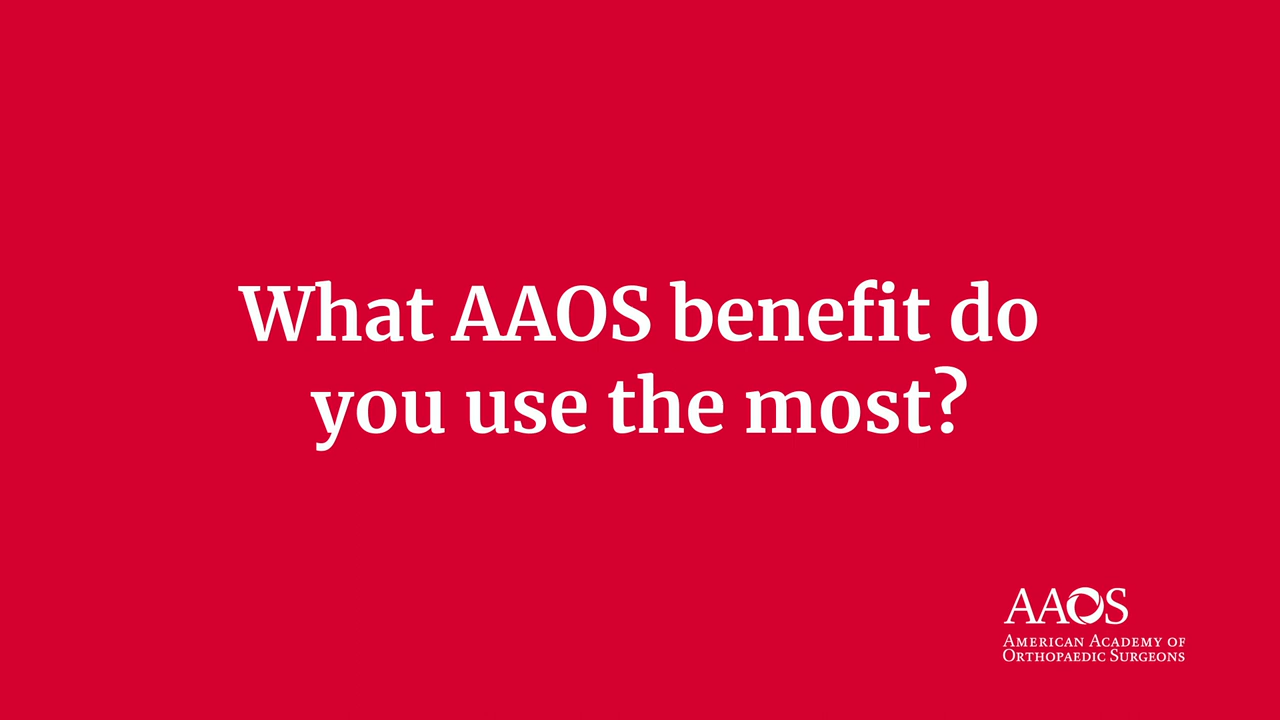 What AAOS benefit do
you use the most?
AAOS
American Academy of
Orthopaedic Surgeons